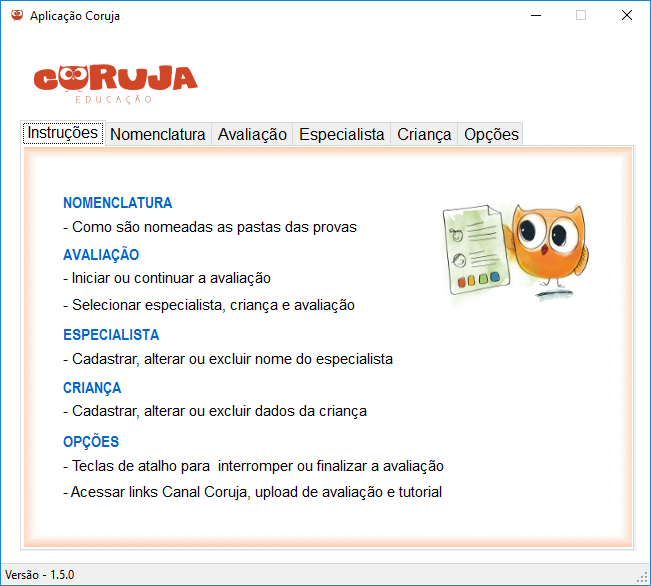 Aplicação Coruja
CORUJA
EDUCAÇÃO
Instruções Nomenclatura Avaliação Especialista Criança Opções
NOMENCLATURA
- Como são nomeadas as pastas das provas
AVALIAÇÃO
- Iniciar ou continuar a avaliação
- Selecionar especialista, criança e avaliação
ESPECIALISTA
- Cadastrar, alterar ou excluir nome do especialista
CRIANÇA
- Cadastrar, alterar ou excluir dados da criança
OPÇÕES
- Teclas de atalho para  interromper ou finalizar a avaliação
- Acessar links Canal Coruja, upload de avaliação e tutorial
Versão - 1.5.0